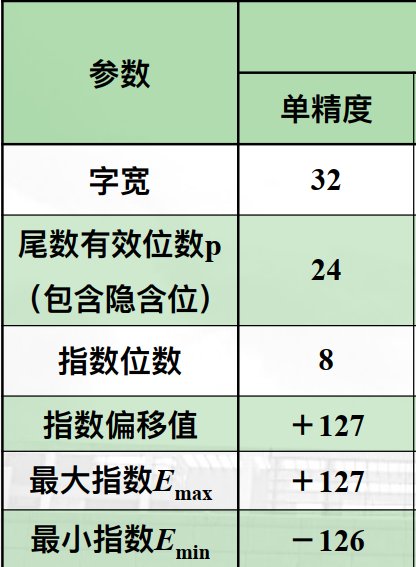 参数
单精度
字宽
32
尾数有效位数p
（包含隐含位）
24
指数位数
8
指数偏移值
＋127
最大指数Emax
＋127
最小指数Emin
－126